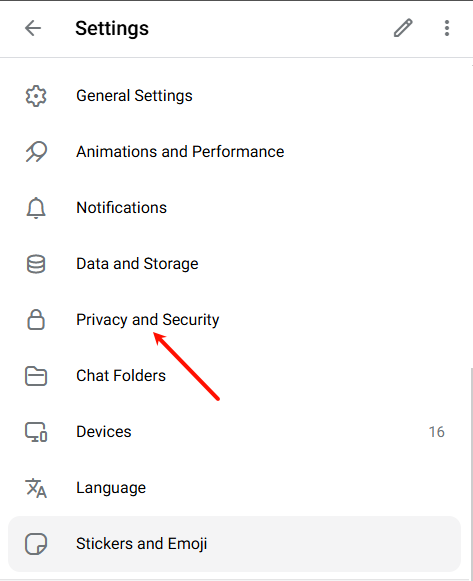 Settings
General Settings
Animations and Performance
Notifications
Data and Storage
Privacy and Security
Chat Folders
Devices 16
Language
Stickers and Emoji